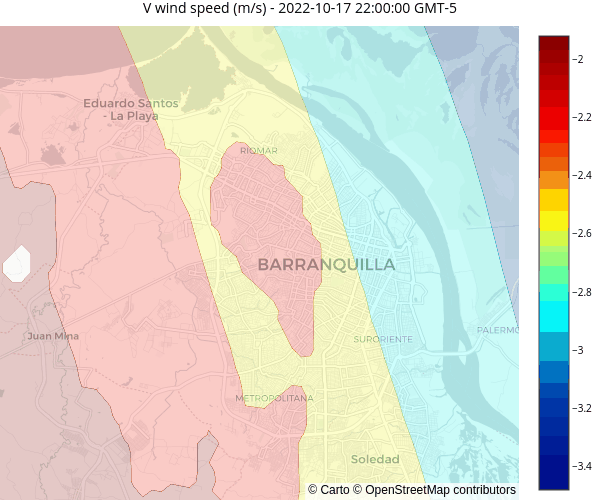 V wind speed (m/s) - 2022-10-17 22:00:00 GMT-5
Eduardo Santos
- La Playa
RIOMAR
BARRANQUILLA
Juan Mina
SURORIENTE
PALERMO
METROPOLITANA
Soledad
© Carto © OpenStreetMap contributors
−2
−2.2
−2.4
−2.6
−2.8
−3
−3.2
−3.4